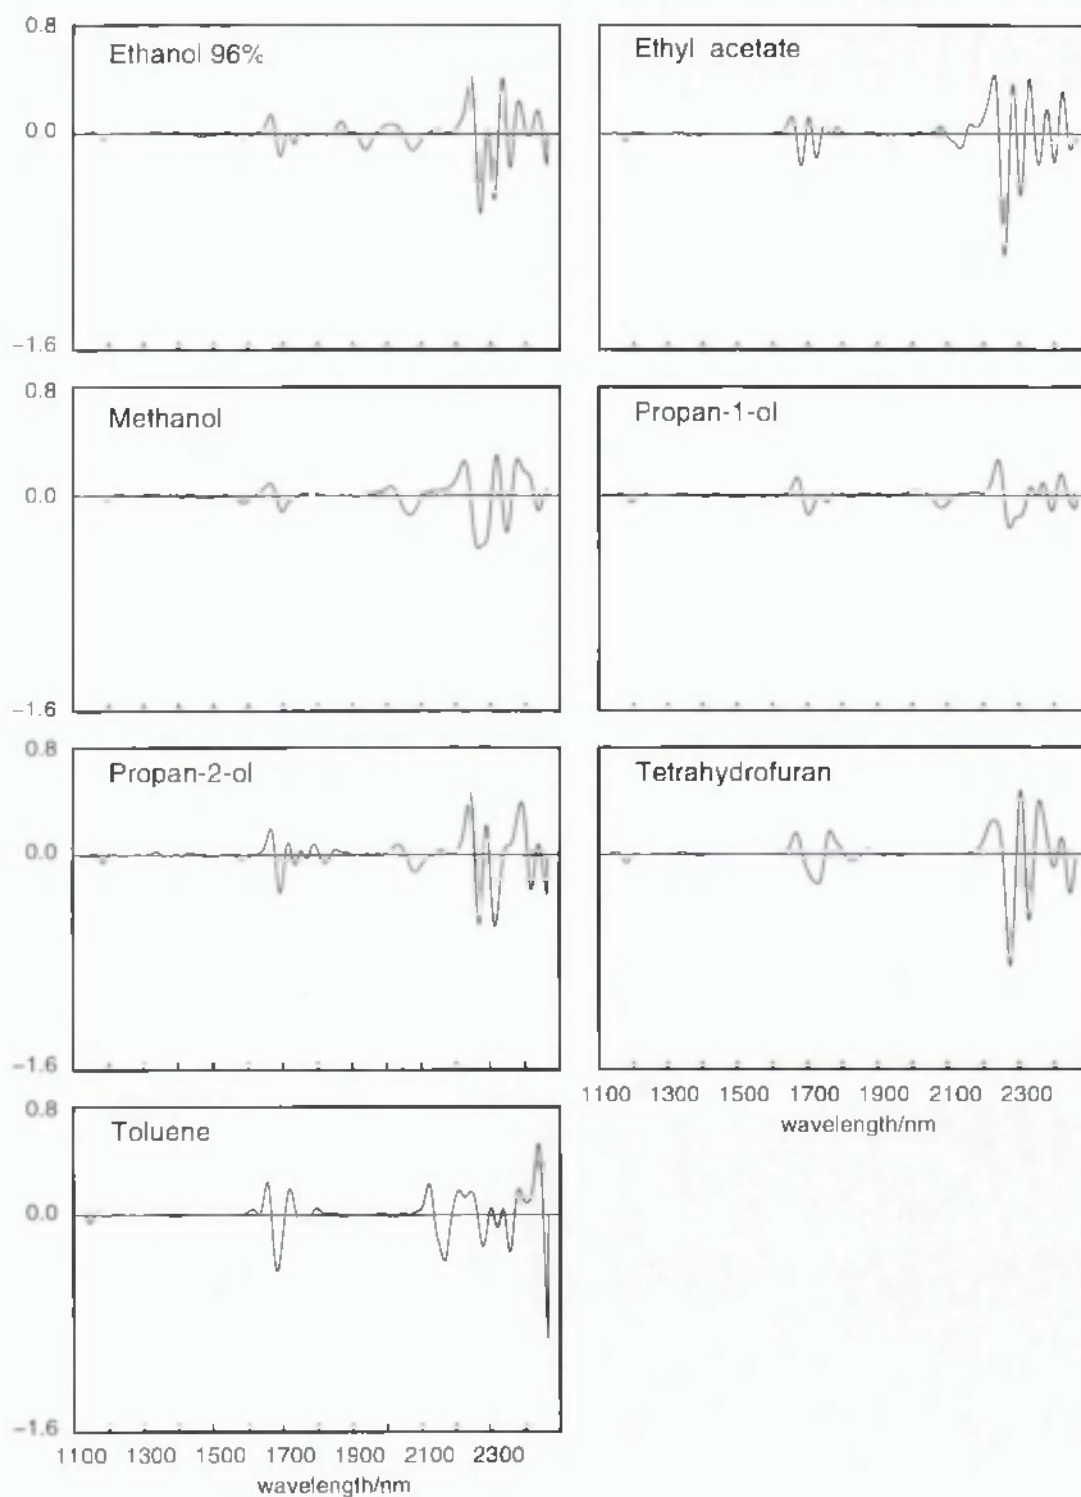 0.8
Ethanol 96%
0.0
−1.6
Ethyl acetate
0.8
Methanol
0.0
−1.6
Propan-1-ol
0.8
Propan-2-ol
0.0
−1.6
Tetrahydrofuran
1100 1300 1500 1700 1900 2100 2300
wavelength/nm
0.8
Toluene
0.0
−1.6
1100 1300 1500 1700 1900 2100 2300
wavelength/nm